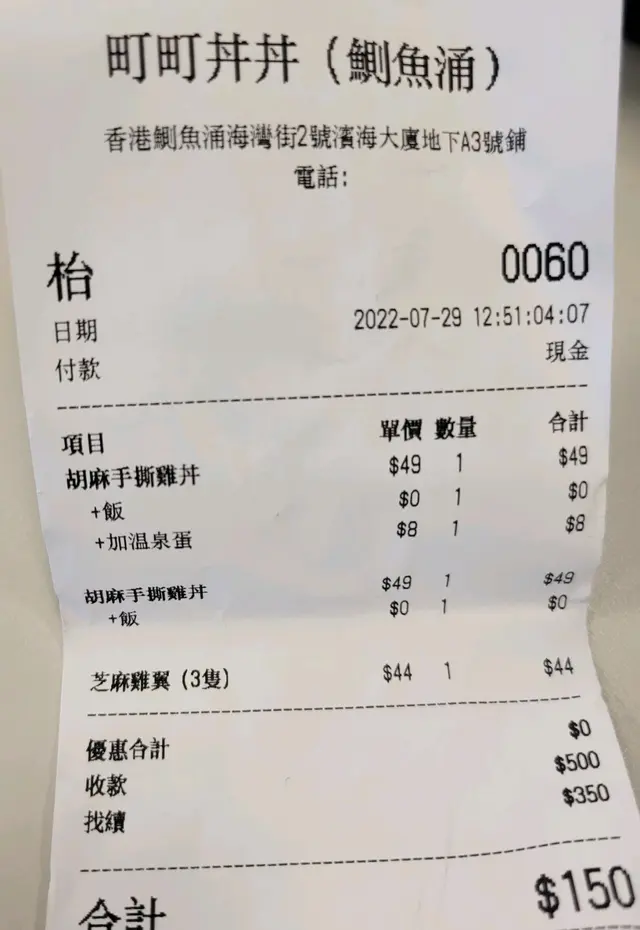 町町丼丼（鰂魚涌）
香港鰂魚涌海灣街2號濱海大廈地下A3號鋪
電話:
枱 0060
日期 2022-07-29 12:51:04:07
付款 現金
項目 單價 數量 合計
胡麻手撕雞丼 $49 1 $49
+飯 $0 1 $0
+加温泉蛋 $8 1 $8
胡麻手撕雞丼 $49 1 $49
+飯 $0 1 $0
芝麻雞翼 (3隻) $44 1 $44
優惠合計 $0
收款 $500
找續 $350
合計 $150